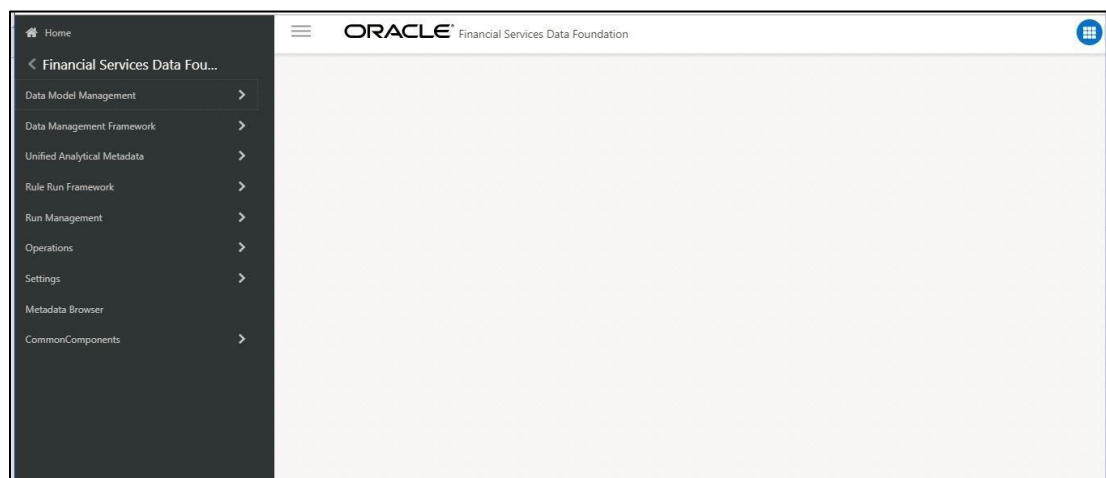 Home
Financial Services Data Fou...
Data Model Management
Data Management Framework
Unified Analytical Metadata
Rule Run Framework
Run Management
Operations
Settings
Metadata Browser
CommonComponents
ORACLE® Financial Services Data Foundation